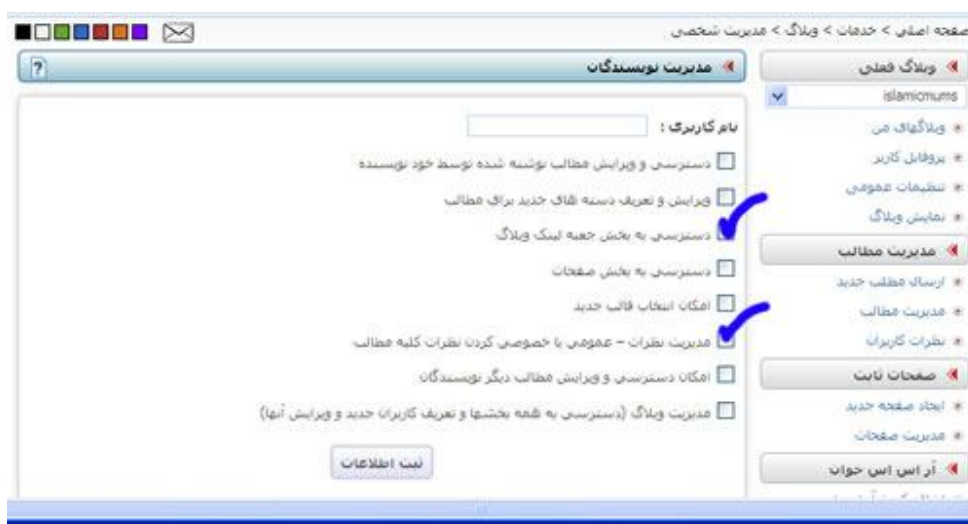 صفحه اصلی > خدمات > وبلاگ > مدیریت شخصی
وبلاگ فعلی
islamicmums
وبلاگهای من
پروفایل کاربر
تنظیمات عمومی
نمایش وبلاگ
مدیریت مطالب
ارسال مطلب جدید
مدیریت مطالب
نظرات کاربران
صفحات ثابت
ایجاد صفحه جدید
مدیریت صفحات
آر اس اس خوان
مدیریت نویسندگان
?
نام کاربری :
دسترسی و ویرایش مطالب نوشته شده توسط خود نویسنده
ویرایش و تعریف دسته های جدید برای مطالب
دسترسی به بخش جعبه لینک وبلاگ
دسترسی به بخش صفحات
امکان انتخاب قالب جدید
مدیریت نظرات - عمومی یا خصوصی کردن نظرات کلیه مطالب
امکان دسترسی و ویرایش مطالب دیگر نویسندگان
مدیریت وبلاگ (دسترسی به همه بخشها و تعریف کاربران جدید و ویرایش آنها)
ثبت اطلاعات